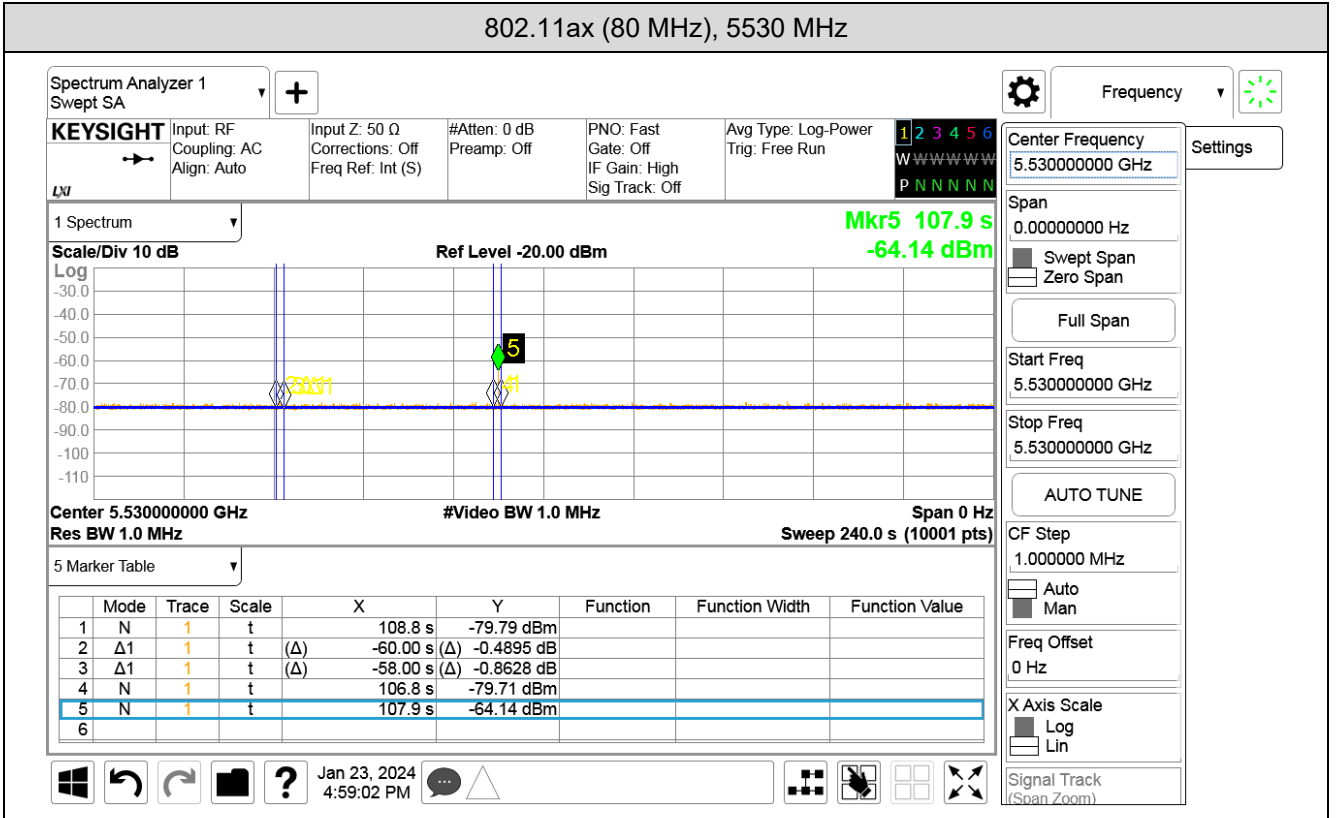 802.11ax (80 MHz), 5530 MHz
Spectrum Analyzer 1
Swept SA
Frequency
KEYSIGHT
LXI
Input: RF
Coupling: AC
Align: Auto
Input Z: 50 Ω
Corrections: Off
Freq Ref: Int (S)
#Atten: 0 dB
Preamp: Off
PNO: Fast
Gate: Off
IF Gain: High
Sig Track: Off
Avg Type: Log-Power
Trig: Free Run
1 2 3 4 5 6
W W W W W W
P N N N N N
1 Spectrum
Mkr5 107.9 s
-64.14 dBm
Scale/Div 10 dB
Ref Level -20.00 dBm
Log
-30.0
-40.0
-50.0
-60.0
-70.0
-80.0
-90.0
-100
-110
5
Center 5.530000000 GHz
#Video BW 1.0 MHz
Span 0 Hz
Res BW 1.0 MHz
Sweep 240.0 s (10001 pts)
5 Marker Table
Mode Trace Scale X Y Function Function Width Function Value
1 N 1 t 108.8 s -79.79 dBm
2 Δ1 1 t (Δ) -60.00 s (Δ) -0.4895 dB
3 Δ1 1 t (Δ) -58.00 s (Δ) -0.8628 dB
4 N 1 t 106.8 s -79.71 dBm
5 N 1 t 107.9 s -64.14 dBm
6
?
Jan 23, 2024
4:59:02 PM
Center Frequency
5.530000000 GHz
Settings
Span
0.00000000 Hz
Swept Span
Zero Span
Full Span
Start Freq
5.530000000 GHz
Stop Freq
5.530000000 GHz
AUTO TUNE
CF Step
1.000000 MHz
Auto
Man
Freq Offset
0 Hz
X Axis Scale
Log
Lin
Signal Track
(Span Zoom)